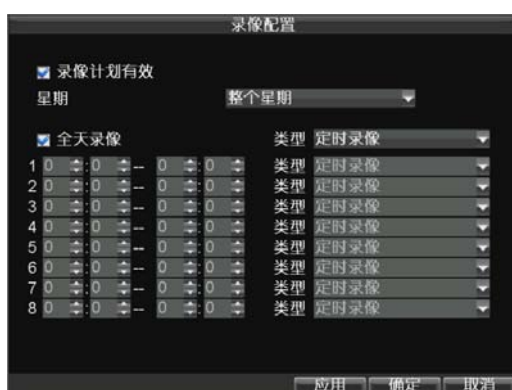 录像配置
录像计划有效
星期 整个星期
全天录像 类型 定时录像
1 0 : 0 -- 0 : 0 类型 定时录像
2 0 : 0 -- 0 : 0 类型 定时录像
3 0 : 0 -- 0 : 0 类型 定时录像
4 0 : 0 -- 0 : 0 类型 定时录像
5 0 : 0 -- 0 : 0 类型 定时录像
6 0 : 0 -- 0 : 0 类型 定时录像
7 0 : 0 -- 0 : 0 类型 定时录像
8 0 : 0 -- 0 : 0 类型 定时录像
应用 确定 取消